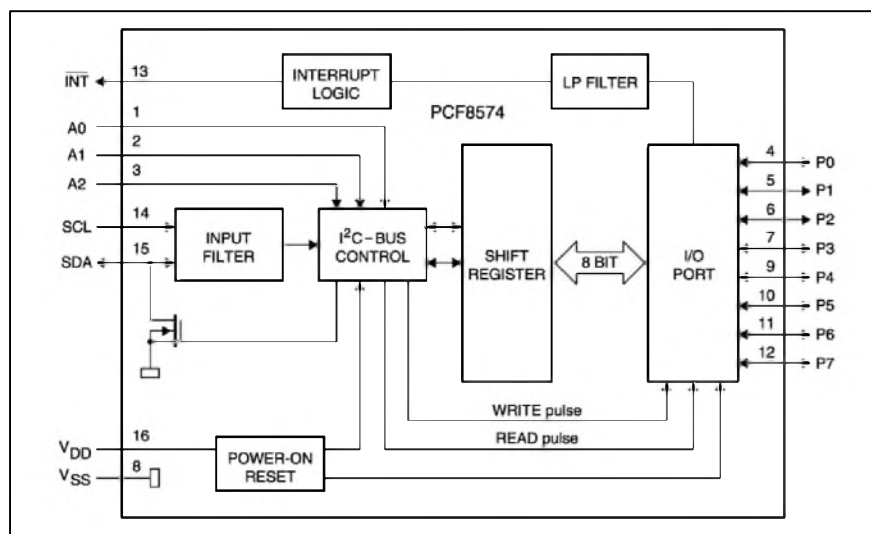 INT 13 INTERRUPT LOGIC LP FILTER
PCF8574
A0 1
A1 2
A2 3
SCL 14
SDA 15
INPUT FILTER
I²C-BUS CONTROL
SHIFT REGISTER
8 BIT
I/O PORT
4 P0
5 P1
6 P2
7 P3
9 P4
10 P5
11 P6
12 P7
WRITE pulse
READ pulse
VDD 16
VSS 8
POWER-ON RESET